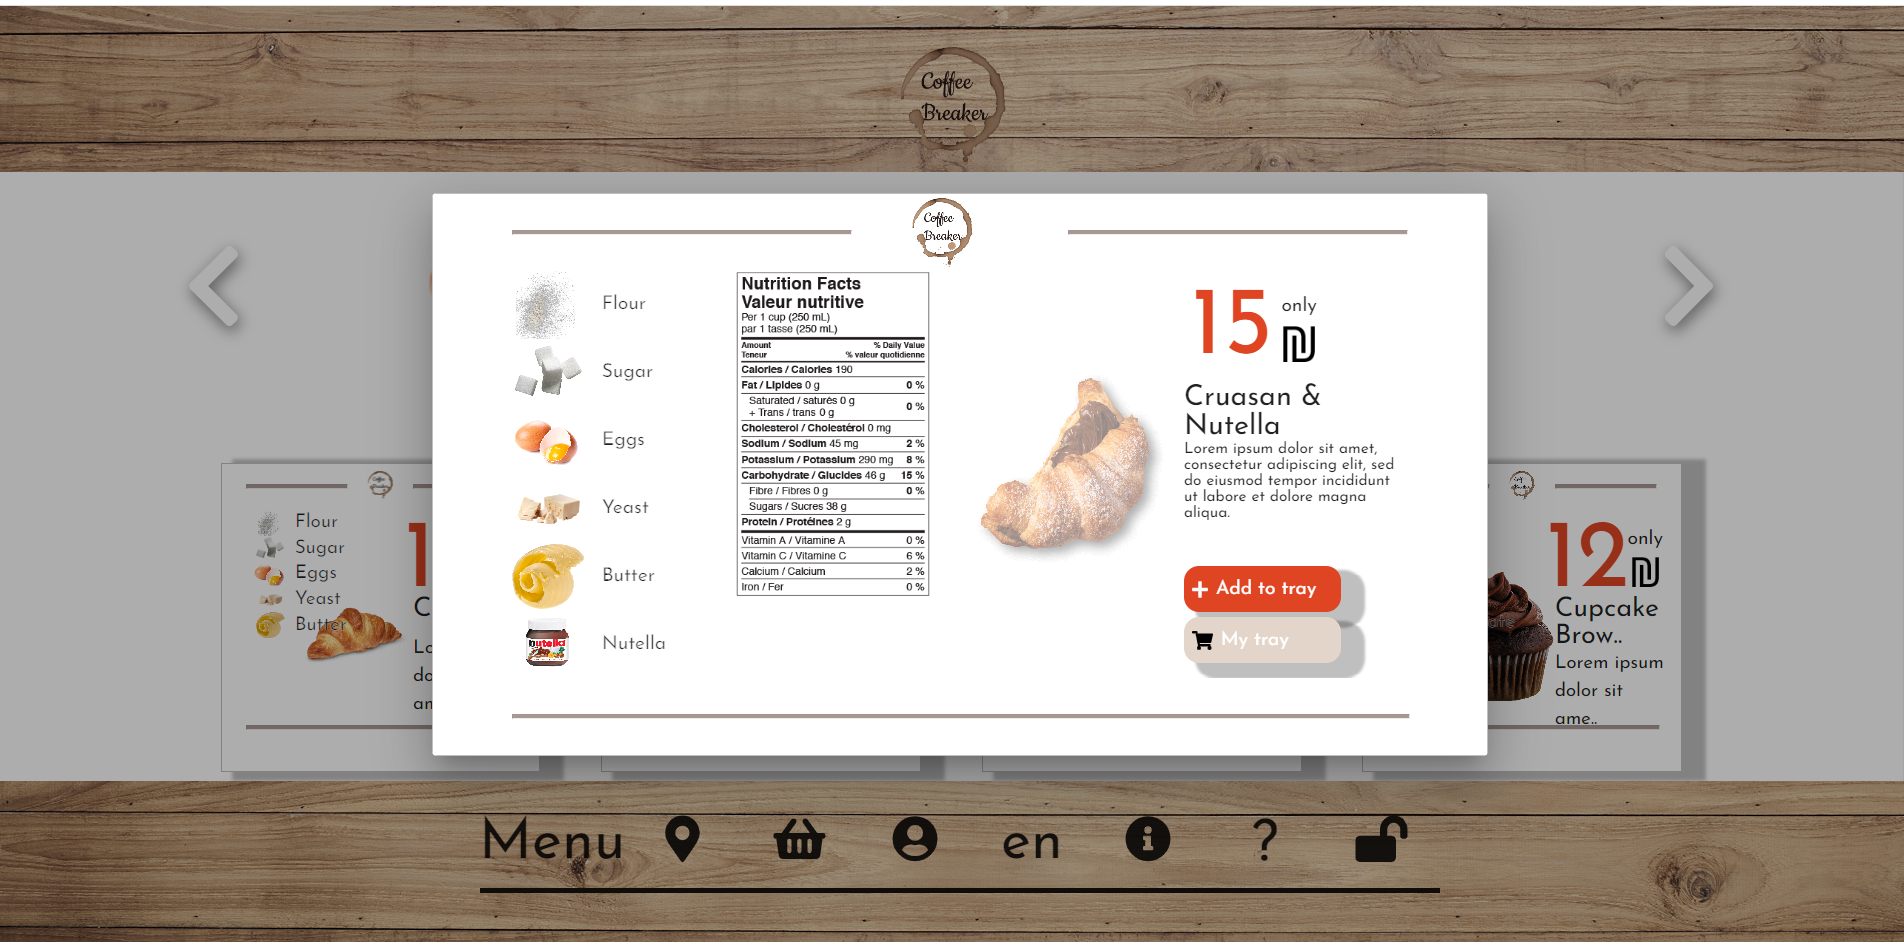 Coffee
Breaker
Coffee
Breaker
Flour
Sugar
Eggs
Yeast
Butter
Nutella
nutella
Nutrition Facts
Valeur nutritive
Per 1 cup (250 mL)
par 1 tasse (250 mL)
Amount % Daily Value
Teneur % valeur quotidienne
Calories / Calories 190
Fat / Lipides 0 g 0 %
Saturated / saturés 0 g
+ Trans / trans 0 g 0 %
Cholesterol / Cholestérol 0 mg
Sodium / Sodium 45 mg 2 %
Potassium / Potassium 290 mg 8 %
Carbohydrate / Glucides 46 g 15 %
Fibre / Fibres 0 g 0 %
Sugars / Sucres 38 g
Protein / Protéines 2 g
Vitamin A / Vitamine A 0 %
Vitamin C / Vitamine C 6 %
Calcium / Calcium 2 %
Iron / Fer 0 %
15 only
₪
Cruasan &
Nutella
Lorem ipsum dolor sit amet,
consectetur adipiscing elit, sed
do eiusmod tempor incididunt
ut labore et dolore magna
aliqua.
+ Add to tray
My tray
Flour
Sugar
Eggs
Yeast
Butter
1
C
Lo
do
am
12 only
₪
Cupcake
Brow..
Lorem ipsum
dolor sit
ame..
Menu en ?